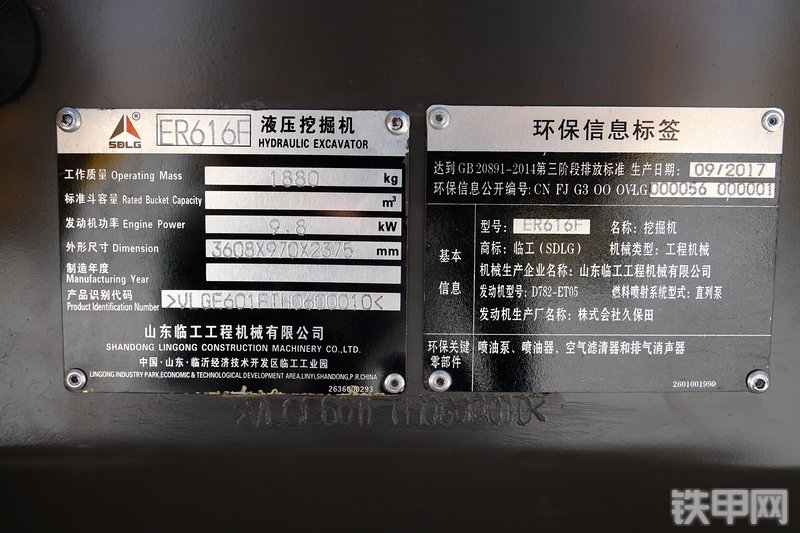 SDLG
ER616F 液压挖掘机
HYDRAULIC EXCAVATOR
工作质量 Operating Mass 1880 kg
标准斗容量 Rated Bucket Capacity m³
发动机功率 Engine Power 9.8 kW
外形尺寸 Dimension 3608X970X2375 mm
制造年度
Manufacturing Year
产品识别代码
Product Identification Number >VLGE601FTH0600010<
山东临工工程机械有限公司
SHANDONG LINGONG CONSTRUCTION MACHINERY CO.,LTD.
中国·山东·临沂经济技术开发区临工工业园
LINGONG INDUSTRY PARK,ECONOMIC & TECHNOLOGICAL DEVELOPMENT AREA,LINYI,SHANDONG,P.R.CHINA
2636000293
环保信息标签
达到GB 20891-2014第三阶段排放标准 生产日期: 09/2017
环保信息公开编号: CN FJ G3 OO OVLG 000056 000001
基本
信息
型号: ER616F 名称: 挖掘机
商标: 临工(SDLG) 机械类型: 工程机械
机械生产企业名称: 山东临工工程机械有限公司
发动机型号: D782-ET05 燃料喷射系统型式: 直列泵
发动机生产厂名称: 株式会社久保田
环保关键
零部件
喷油泵、喷油器、空气滤清器和排气消声器
2601001999
>VLGE601FTH0600010<
铁甲网